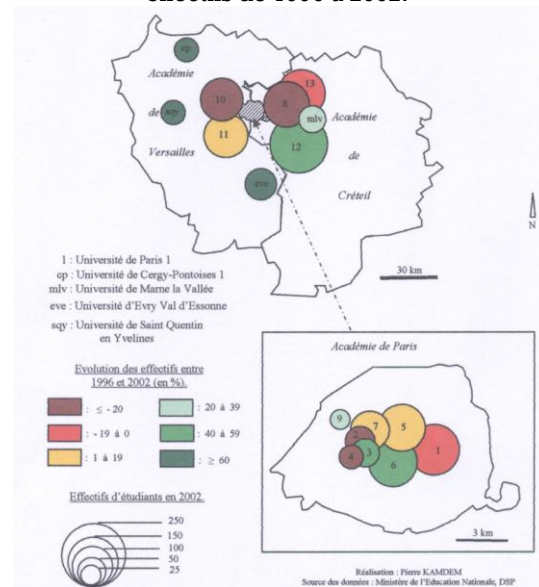 cp
Académie
de
sqy
Versailles
10
11
8
13
mlv
Académie
12
de
eve
Créteil
N
30 km
1 : Université de Paris 1
cp : Université de Cergy-Pontoises 1
mlv : Université de Marne la Vallée
eve : Université d'Evry Val d'Essonne
sqy : Université de Saint Quentin
en Yvelines
Evolution des effectifs entre
1996 et 2002 (en %).
: ≤ - 20
: 20 à 39
: -19 à 0
: 40 à 59
: 1 à 19
: ≥ 60
Effectifs d'étudiants en 2002.
250
150
100
50
25
Académie de Paris
9
7
5
2
4
3
6
1
3 km
Réalisation : Pierre KAMDEM
Source des données : Ministère de l'Education Nationale, DSP